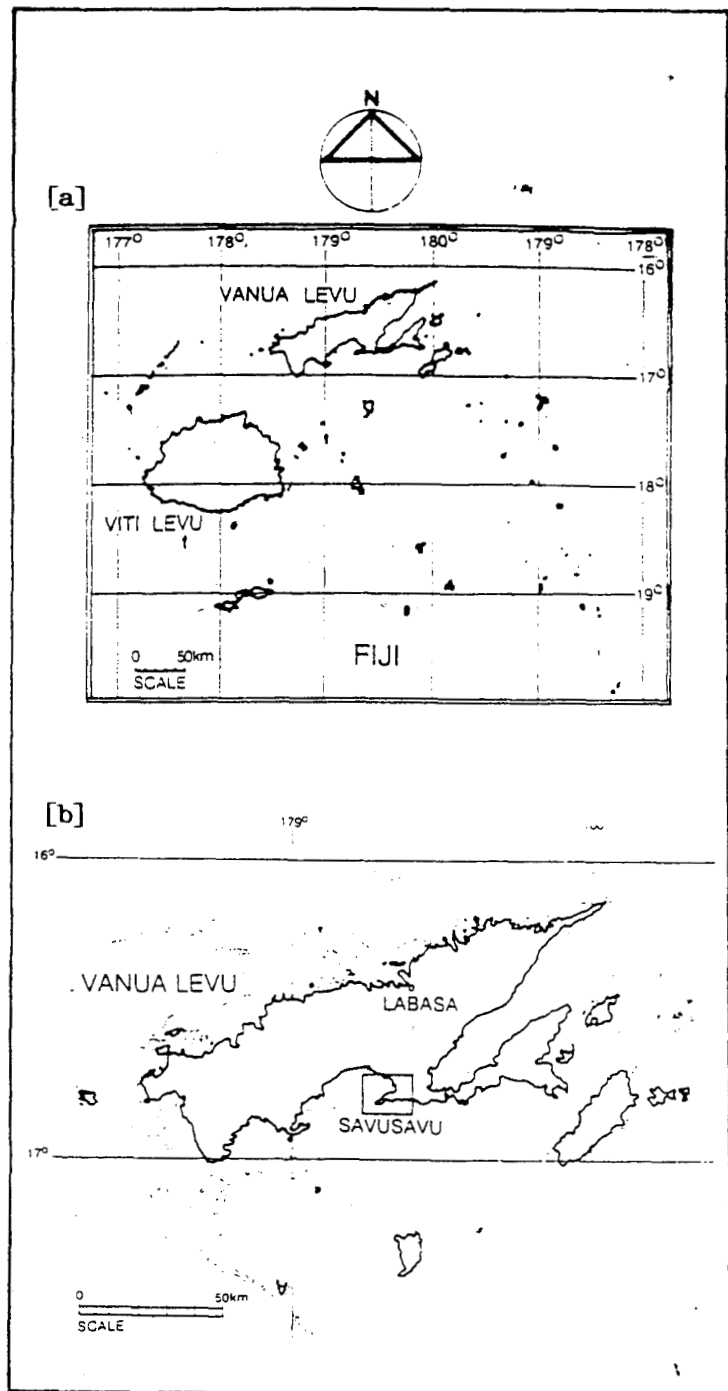 N
[a]
177° 178° 179° 180° 179° 178°
16°
VANUA LEVU
17°
18°
VITI LEVU
19°
0 50km
SCALE
FIJI
[b]
179°
16°
VANUA LEVU
LABASA
SAVUSAVU
17°
0 50km
SCALE